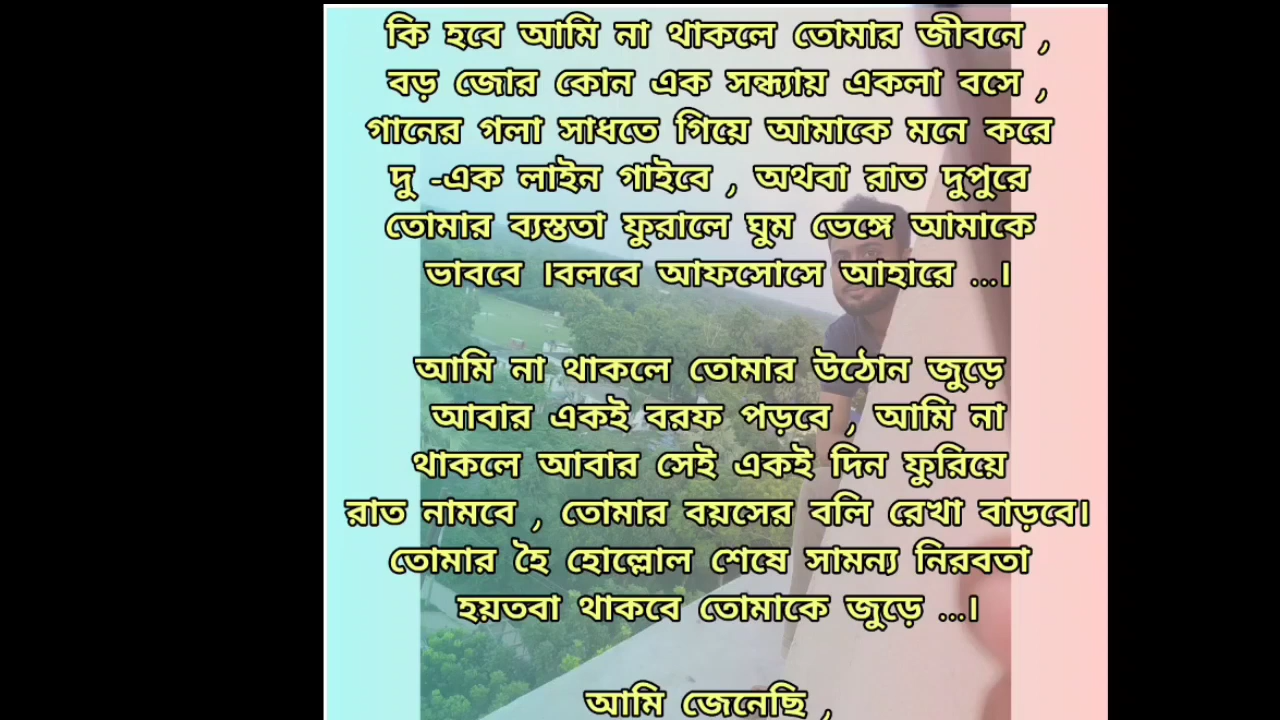 কি হবে আমি না থাকলে তোমার জীবনে ,
বড় জোর কোন এক সন্ধ্যায় একলা বসে ,
গানের গলা সাধতে গিয়ে আমাকে মনে করে
দু -এক লাইন গাইবে , অথবা রাত দুপুরে
তোমার ব্যস্ততা ফুরালে ঘুম ভেঙ্গে আমাকে
ভাববে ।বলবে আফসোসে আহারে ...।
আমি না থাকলে তোমার উঠোন জুড়ে
আবার একই বরফ পড়বে , আমি না
থাকলে আবার সেই একই দিন ফুরিয়ে
রাত নামবে , তোমার বয়সের বলি রেখা বাড়বে।
তোমার হৈ হোল্লোল শেষে সামন্য নিরবতা
হয়তবা থাকবে তোমাকে জুড়ে ...।
আমি জেনেছি ,